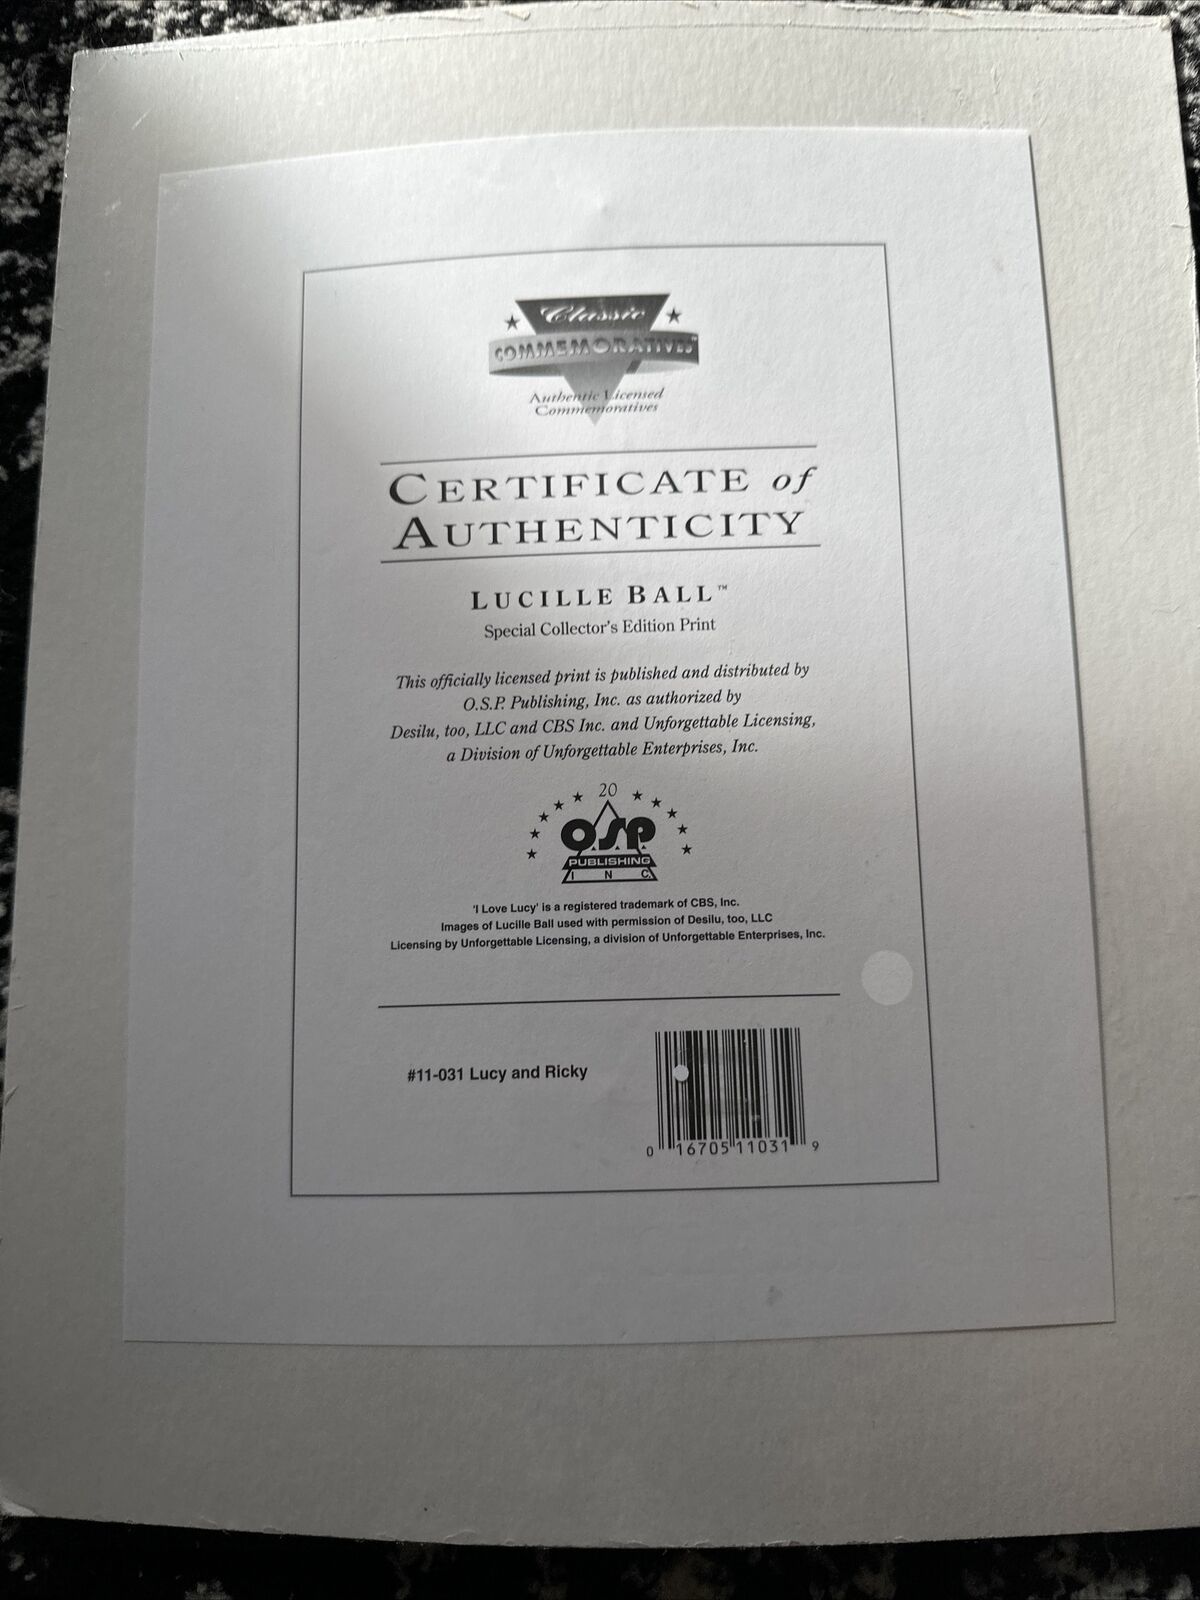 Classic
COMMEMORATIVES™
Authentic Licensed
Commemoratives
CERTIFICATE of
AUTHENTICITY
LUCILLE BALL™
Special Collector's Edition Print
This officially licensed print is published and distributed by
O.S.P. Publishing, Inc. as authorized by
Desilu, too, LLC and CBS Inc. and Unforgettable Licensing,
a Division of Unforgettable Enterprises, Inc.
20
O.S.P.
PUBLISHING
INC.
'I Love Lucy' is a registered trademark of CBS, Inc.
Images of Lucille Ball used with permission of Desilu, too, LLC
Licensing by Unforgettable Licensing, a division of Unforgettable Enterprises, Inc.
#11-031 Lucy and Ricky
0 16705 11031 9